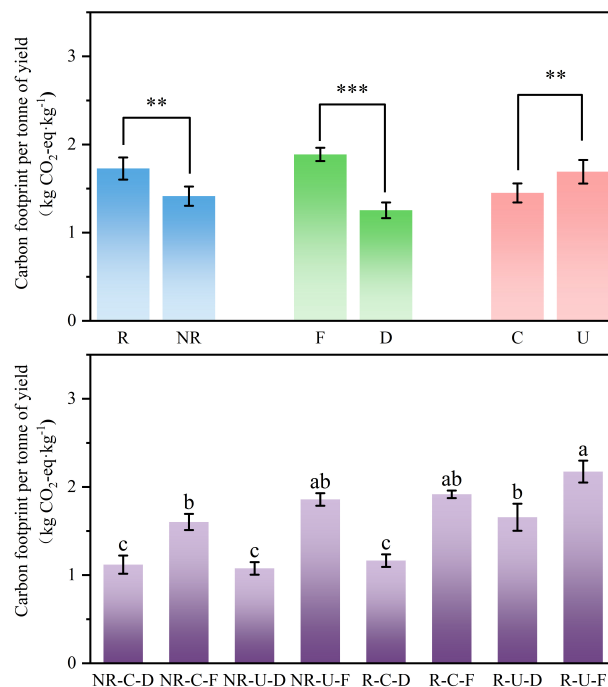 Carbon footprint per tonne of yield
(kg CO₂-eq·kg⁻¹)
3
2
1
0
**
***
**
R NR F D C U
Carbon footprint per tonne of yield
(kg CO₂-eq·kg⁻¹)
3
2
1
0
c b c ab c ab b a
NR-C-D NR-C-F NR-U-D NR-U-F R-C-D R-C-F R-U-D R-U-F